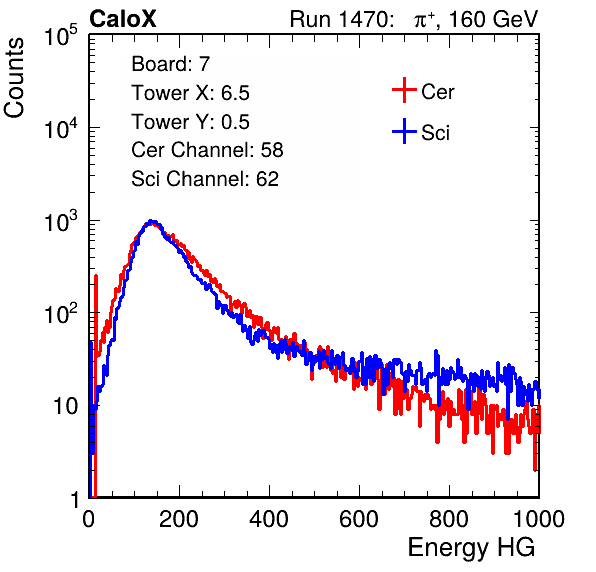 CaloX Run 1470: π⁺, 160 GeV
Counts
10⁵
10⁴
10³
10²
10
1
Board: 7
Tower X: 6.5
Tower Y: 0.5
Cer Channel: 58
Sci Channel: 62
Cer
Sci
0 200 400 600 800 1000
Energy HG